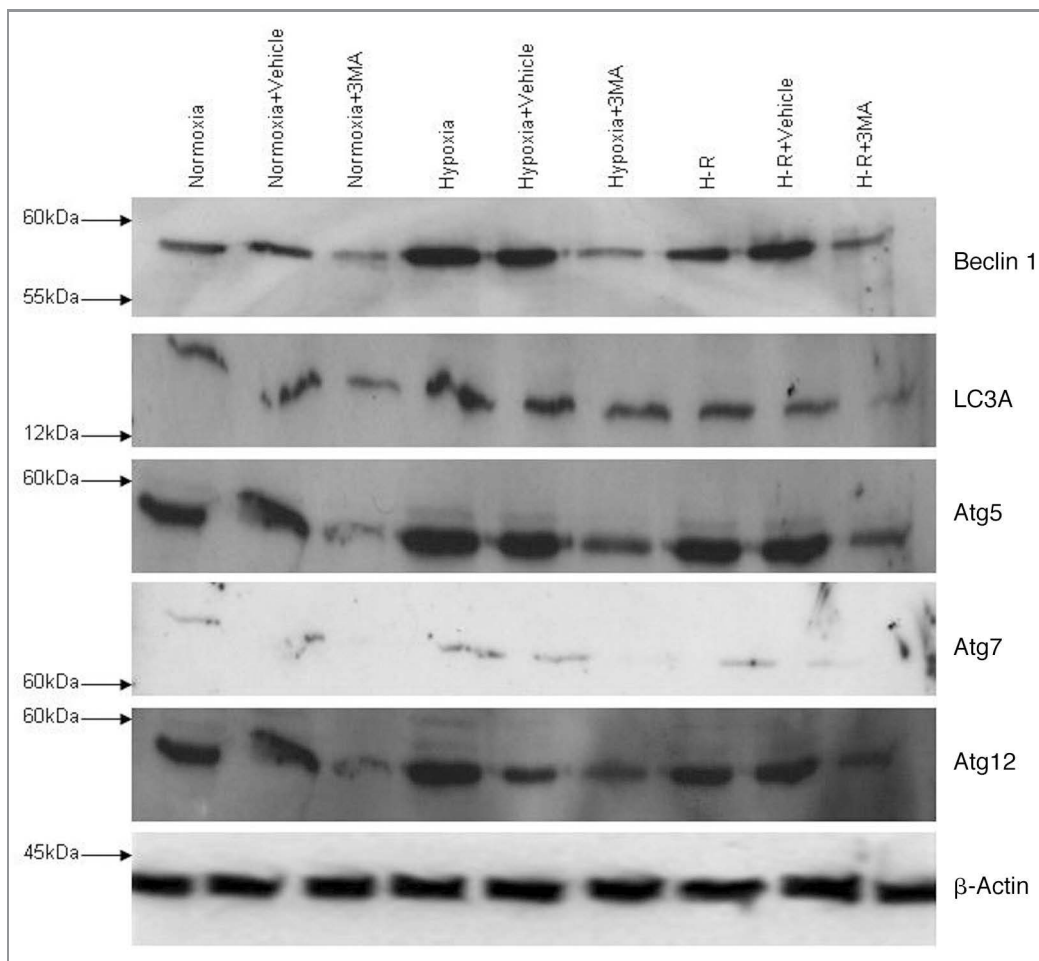 Normoxia
Normoxia+Vehicle
Normoxia+3MA
Hypoxia
Hypoxia+Vehicle
Hypoxia+3MA
H-R
H-R+Vehicle
H-R+3MA
60kDa
Beclin 1
55kDa
LC3A
12kDa
60kDa
Atg5
Atg7
60kDa
60kDa
Atg12
45kDa
β-Actin